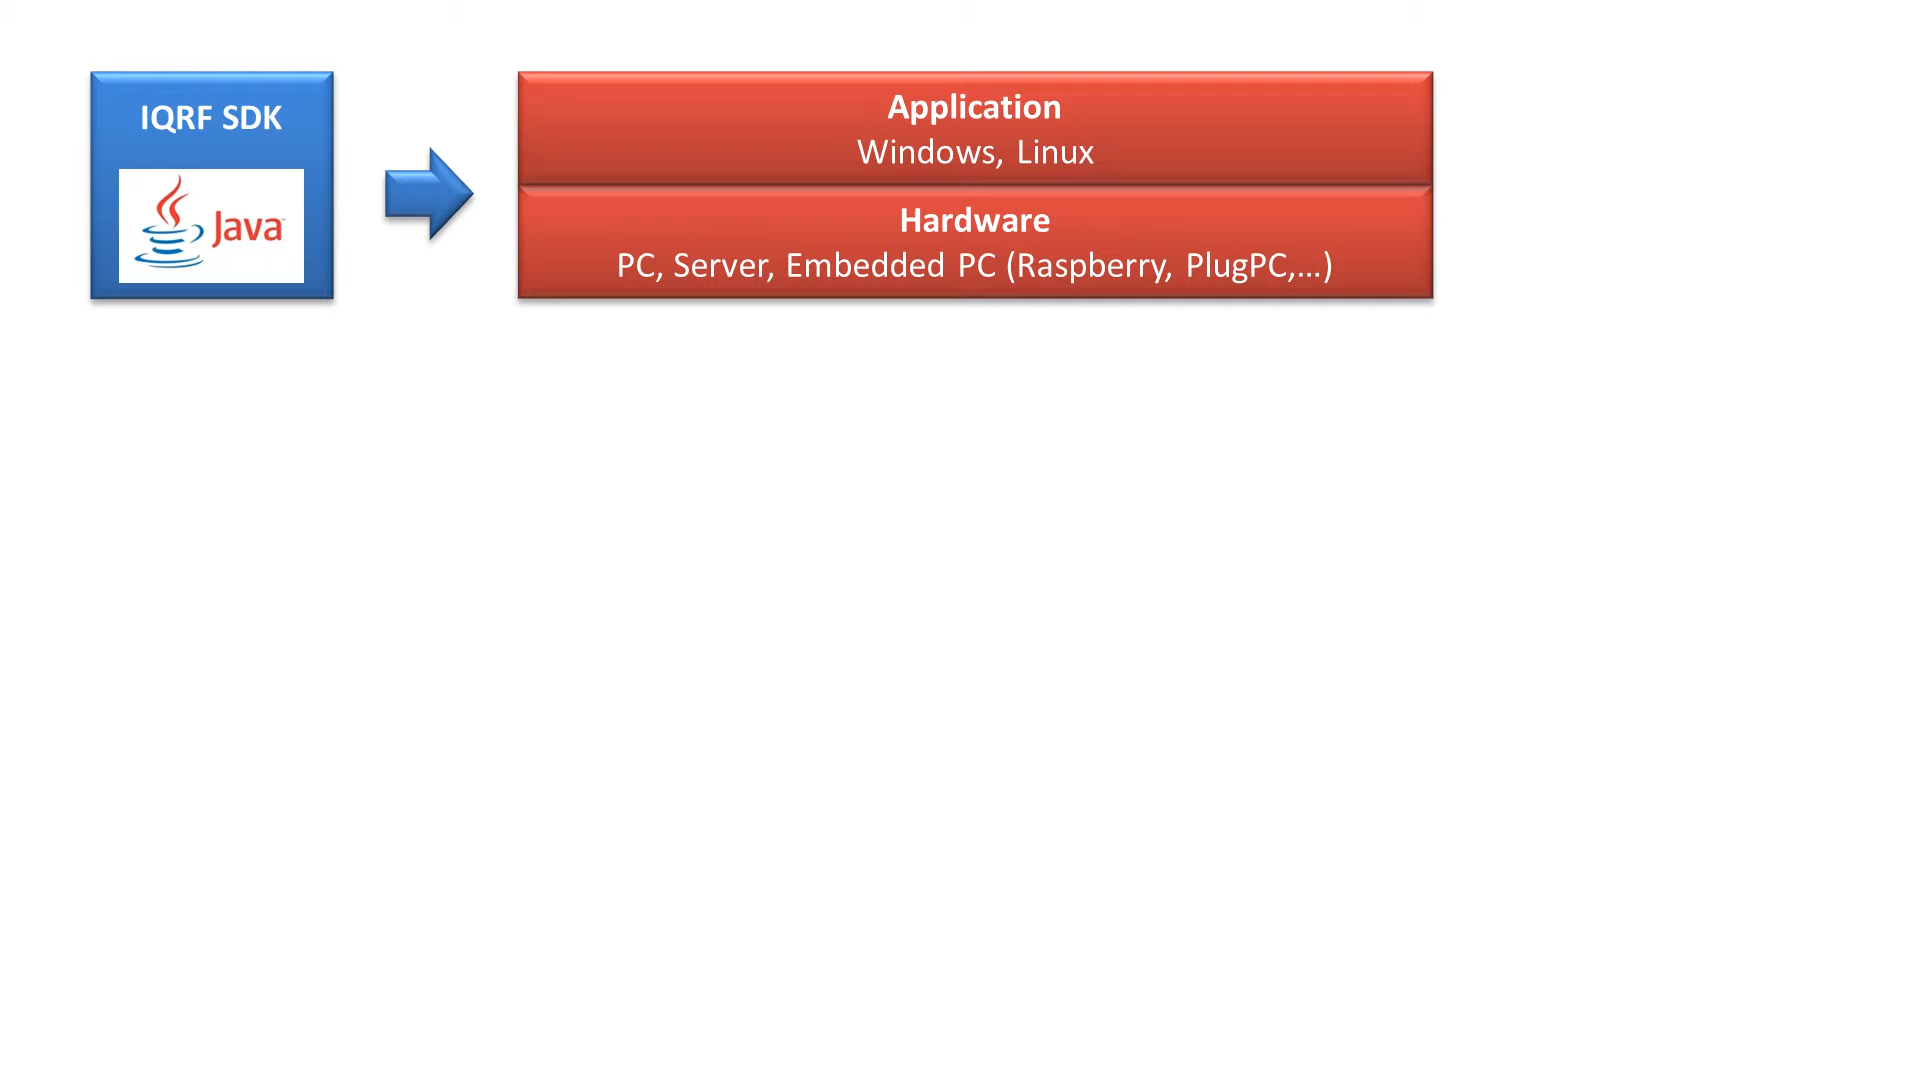 IQRF SDK
Java
Application
Windows, Linux
Hardware
PC, Server, Embedded PC (Raspberry, PlugPC,...)